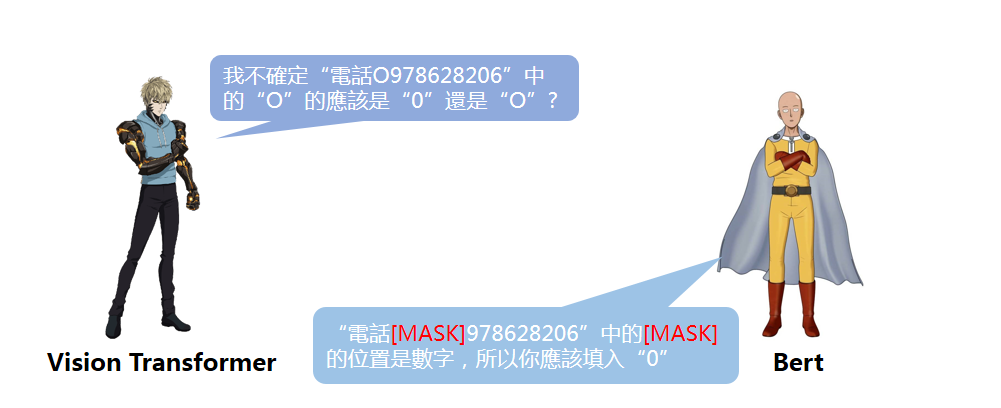 我不確定“電話O978628206”中
的“O”的應該是“0”還是“O”?
“電話[MASK]978628206”中的[MASK]
的位置是數字，所以你應該填入“0”
Vision Transformer
Bert